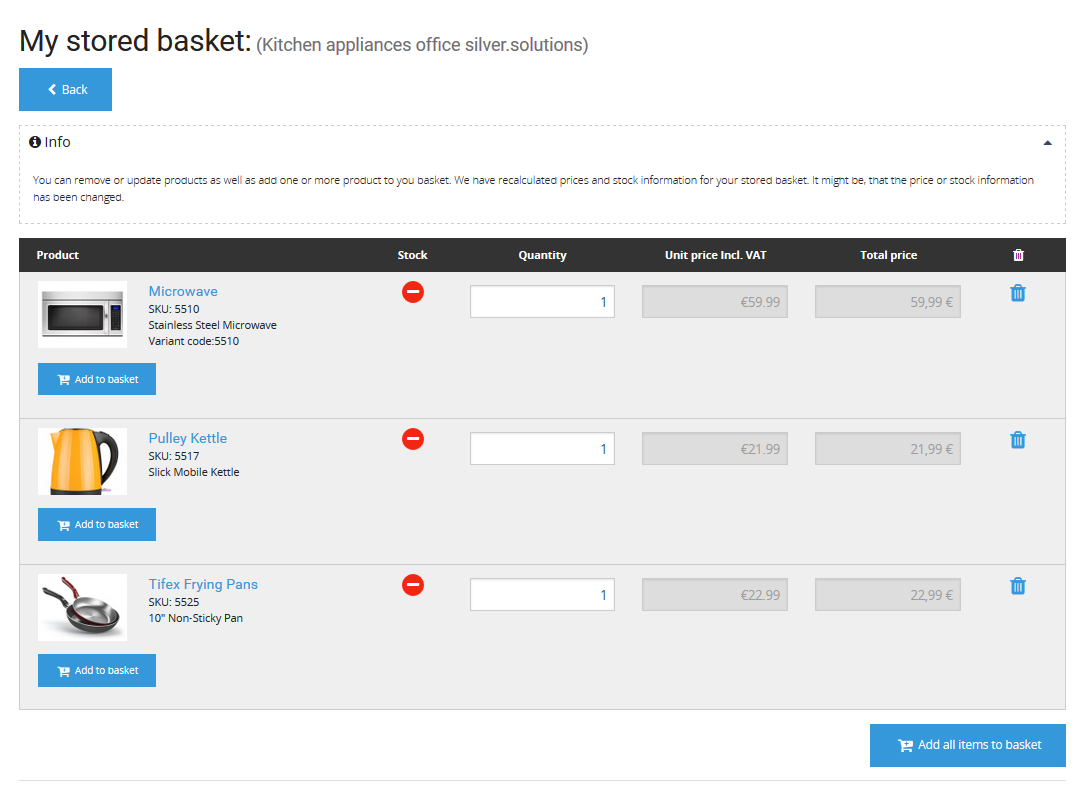 My stored basket: (Kitchen appliances office silver.solutions)
Back
Info
You can remove or update products as well as add one or more product to you basket. We have recalculated prices and stock information for your stored basket. It might be, that the price or stock information
has been changed.
Product Stock Quantity Unit price Incl. VAT Total price
Microwave
SKU: 5510
Stainless Steel Microwave
Variant code:5510
1 €59.99 59,99 €
Add to basket
Pulley Kettle
SKU: 5517
Slick Mobile Kettle
1 €21.99 21,99 €
Add to basket
Tifex Frying Pans
SKU: 5525
10" Non-Sticky Pan
1 €22.99 22,99 €
Add to basket
Add all items to basket